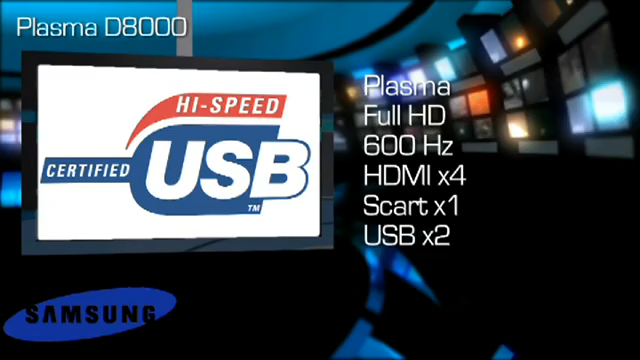 Plasma D8000
HI-SPEED
CERTIFIED
USB
TM
Plasma
Full HD
600 Hz
HDMI x4
Scart x1
USB x2
SAMSUNG